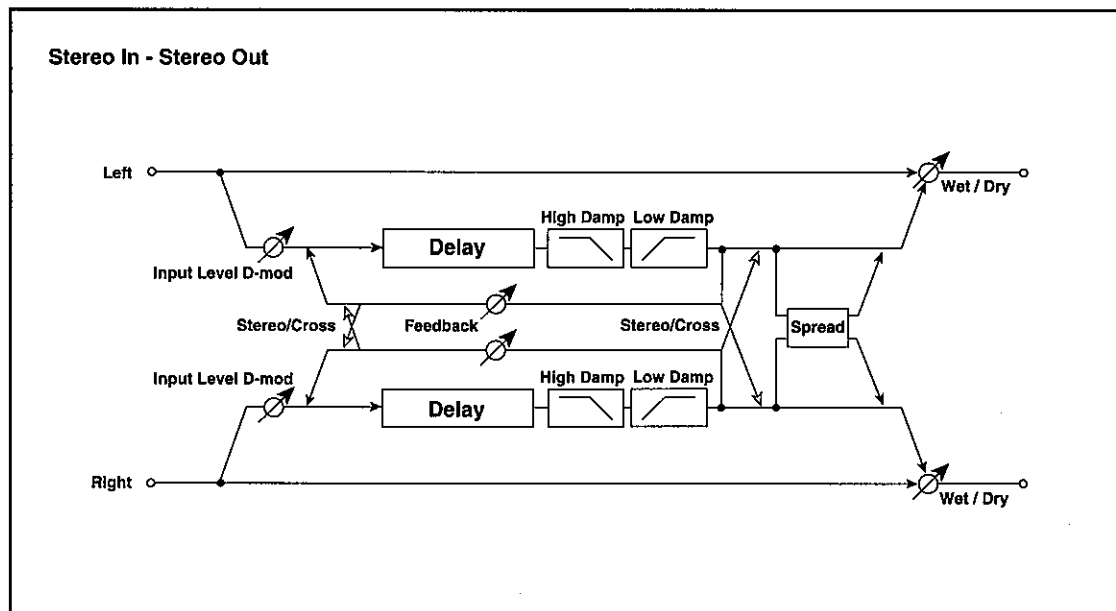 Stereo In - Stereo Out
Left
Wet / Dry
High Damp Low Damp
Delay
Input Level D-mod
Stereo/Cross Feedback Stereo/Cross
Spread
Input Level D-mod
High Damp Low Damp
Delay
Right
Wet / Dry